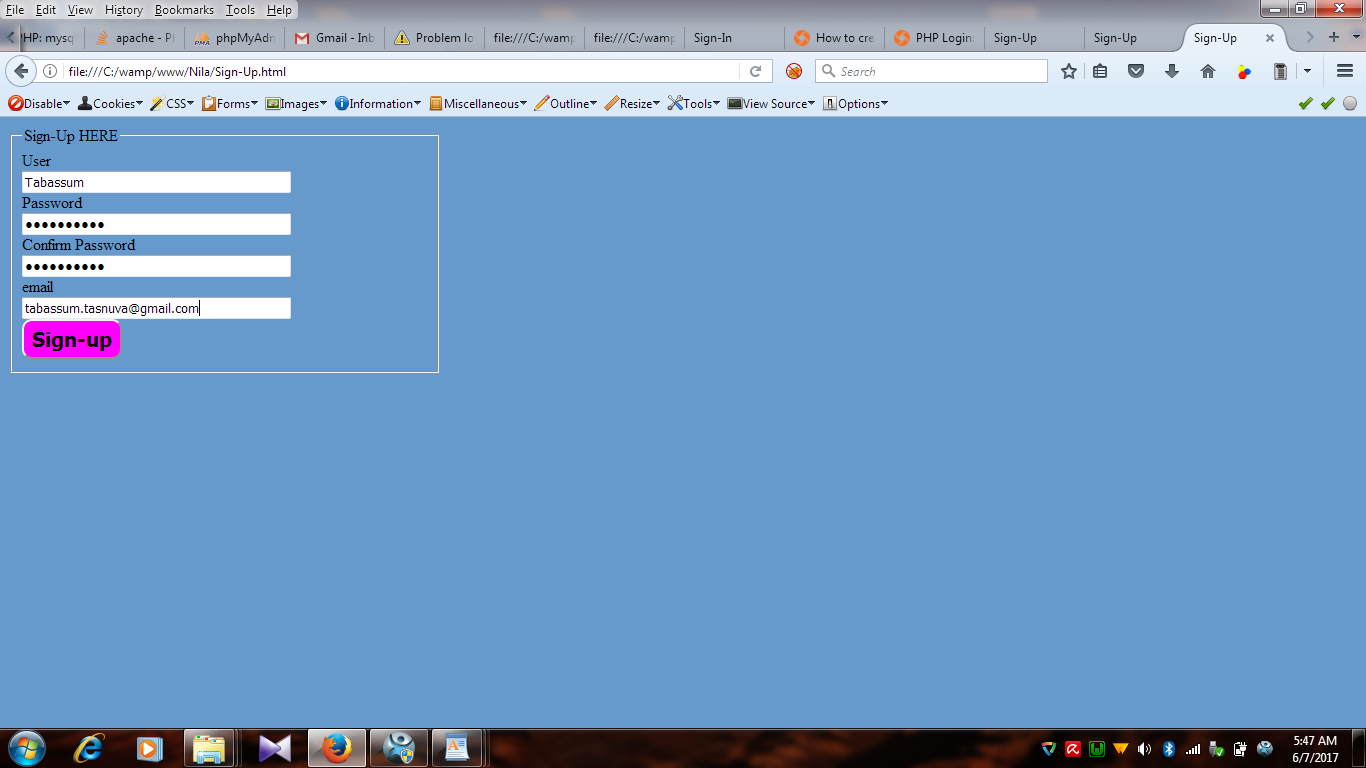 File Edit View History Bookmarks Tools Help
PHP: mysq apache - P phpMyAdn Gmail - Inb Problem lo file:///C:/wamp file:///C:/wamp Sign-In How to cre PHP Login: Sign-Up Sign-Up Sign-Up
file:///C:/wamp/www/Nila/Sign-Up.html Search
Disable Cookies CSS Forms Images Information Miscellaneous Outline Resize Tools View Source Options
Sign-Up HERE
User
Tabassum
Password
Confirm Password
email
tabassum.tasnuva@gmail.com
Sign-up
5:47 AM
6/7/2017